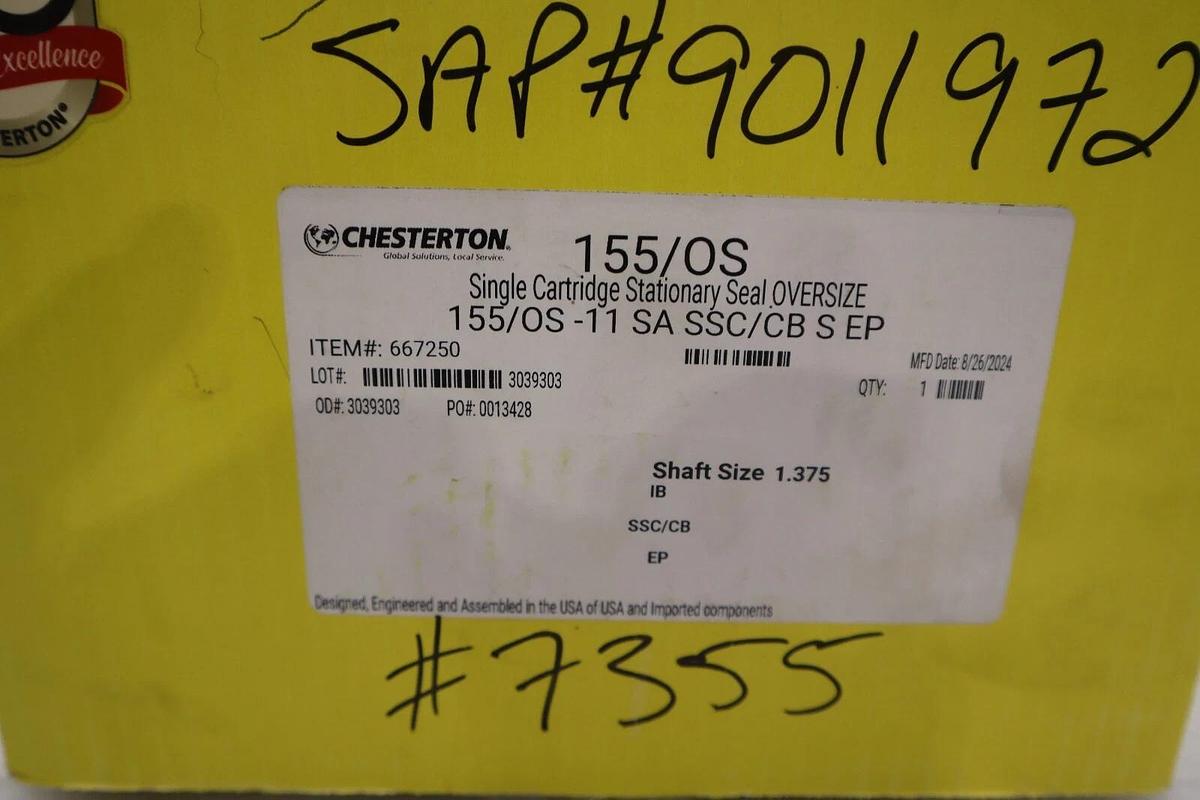 xcellence
ERTON®
SAP#9011972
CHESTERTON®
Global Solutions, Local Service.
155/OS
Single Cartridge Stationary Seal OVERSIZE
155/OS -11 SA SSC/CB S EP
ITEM#: 667250
MFD Date: 8/26/2024
LOT#: 3039303
QTY: 1
OD#: 3039303 PO#: 0013428
Shaft Size 1.375
IB
SSC/CB
EP
Designed, Engineered and Assembled in the USA of USA and Imported components
#7355